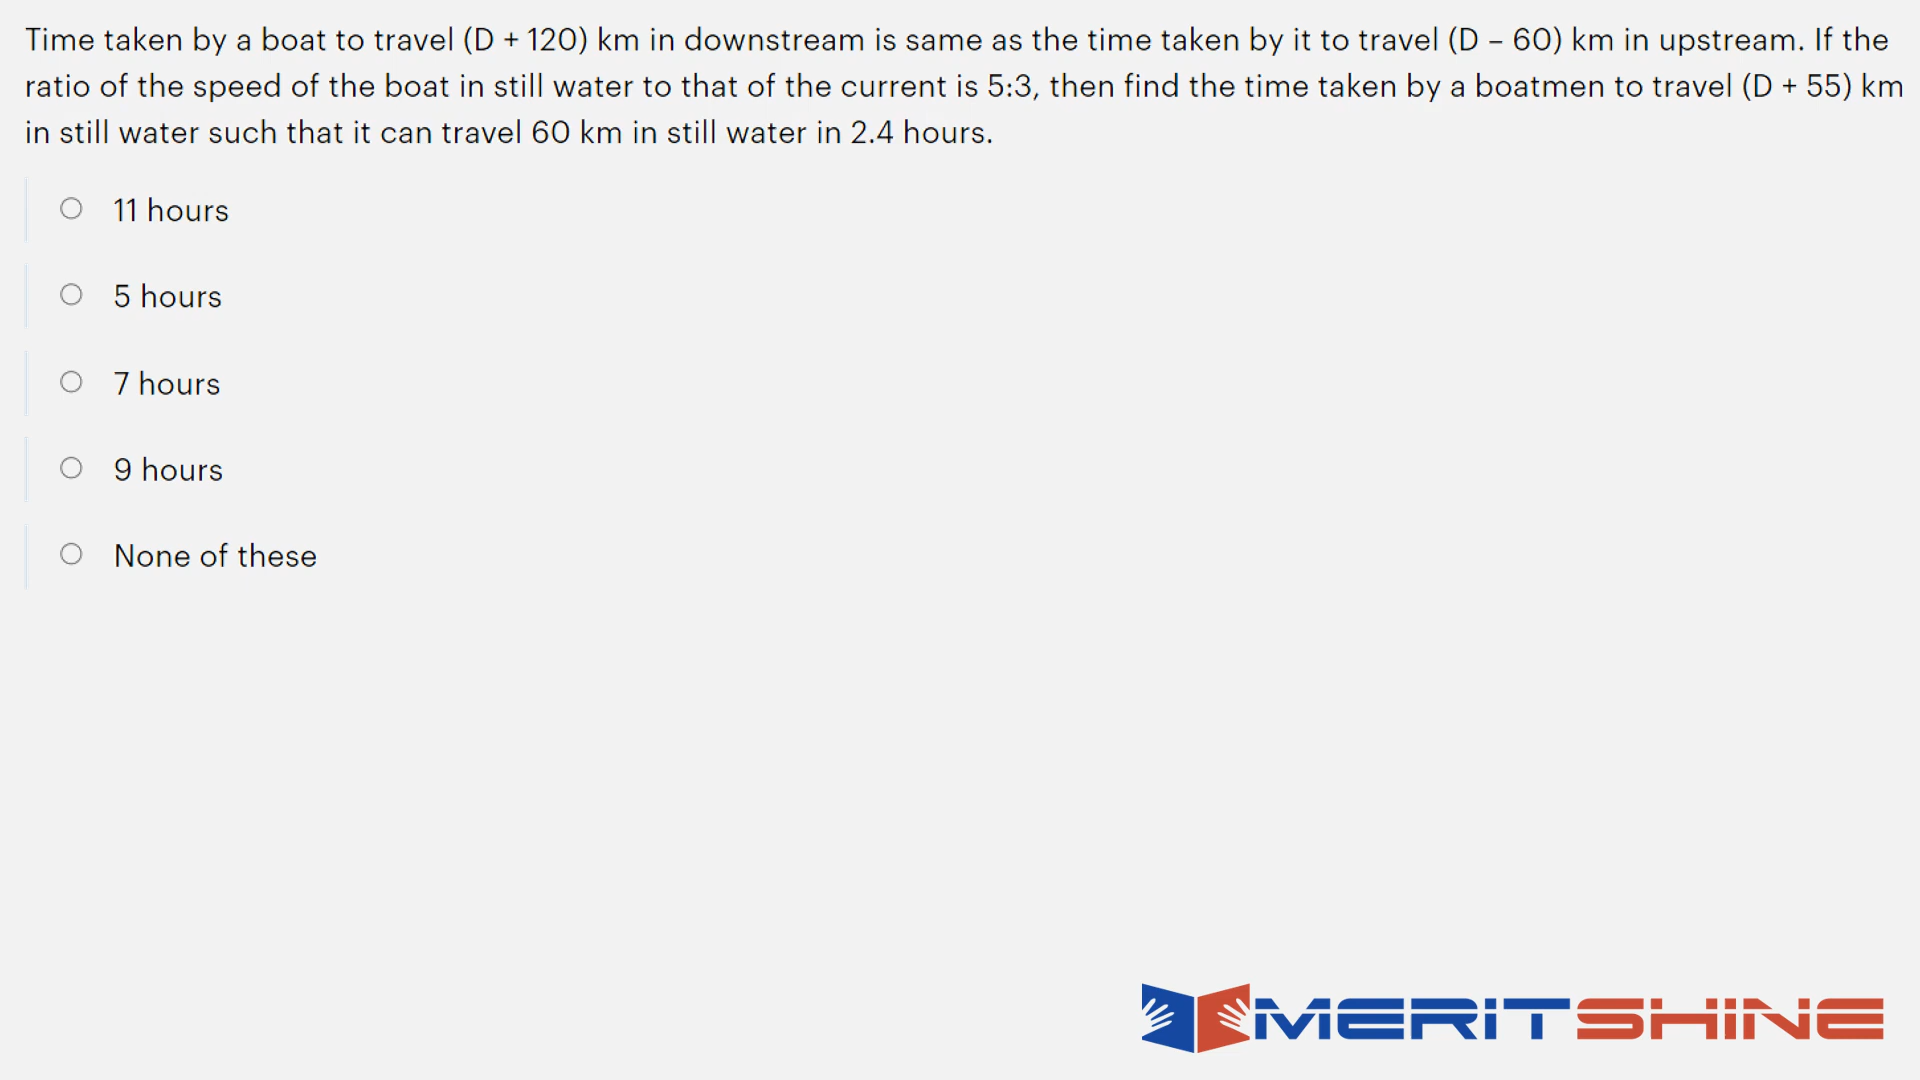 Time taken by a boat to travel (D + 120) km in downstream is same as the time taken by it to travel (D – 60) km in upstream. If the
ratio of the speed of the boat in still water to that of the current is 5:3, then find the time taken by a boatmen to travel (D + 55) km
in still water such that it can travel 60 km in still water in 2.4 hours.
11 hours
5 hours
7 hours
9 hours
None of these
MERITSHINE